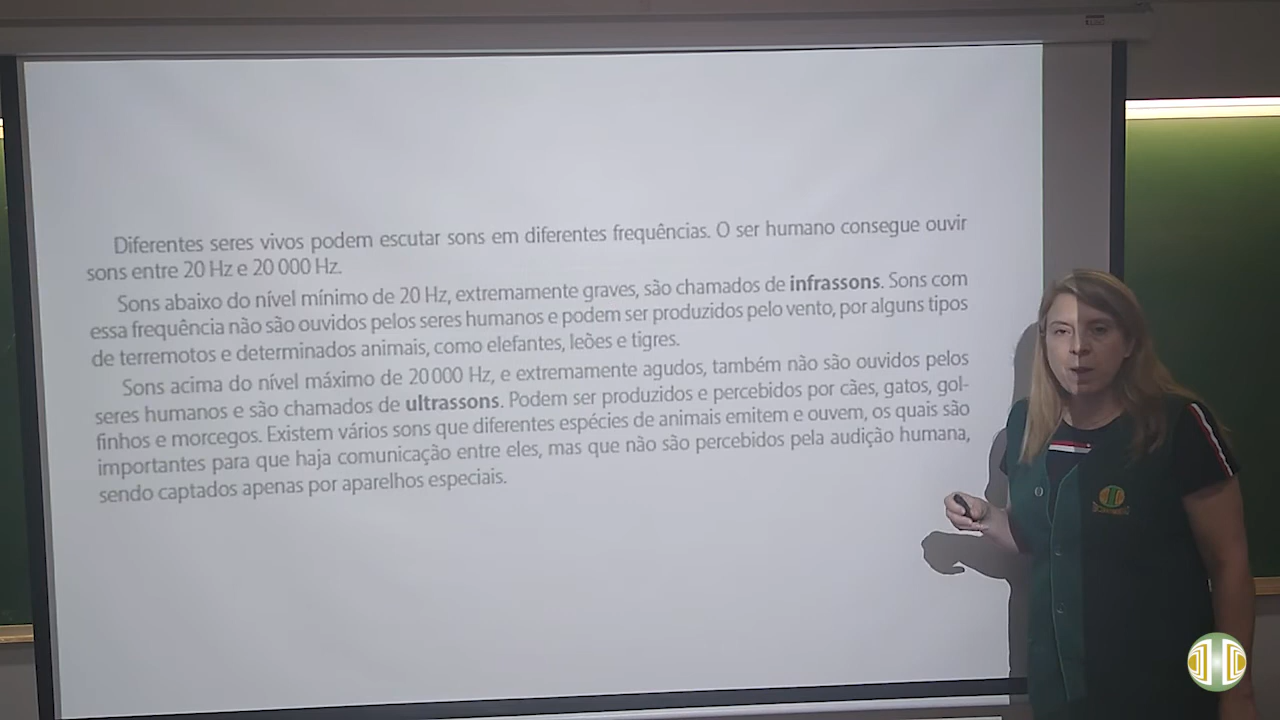 Diferentes seres vivos podem escutar sons em diferentes frequências. O ser humano consegue ouvir
sons entre 20 Hz e 20 000 Hz.
Sons abaixo do nível mínimo de 20 Hz, extremamente graves, são chamados de infrassons. Sons com
essa frequência não são ouvidos pelos seres humanos e podem ser produzidos pelo vento, por alguns tipos
de terremotos e determinados animais, como elefantes, leões e tigres.
Sons acima do nível máximo de 20 000 Hz, e extremamente agudos, também não são ouvidos pelos
seres humanos e são chamados de ultrassons. Podem ser produzidos e percebidos por cães, gatos, gol-
finhos e morcegos. Existem vários sons que diferentes espécies de animais emitem e ouvem, os quais são
importantes para que haja comunicação entre eles, mas que não são percebidos pela audição humana,
sendo captados apenas por aparelhos especiais.